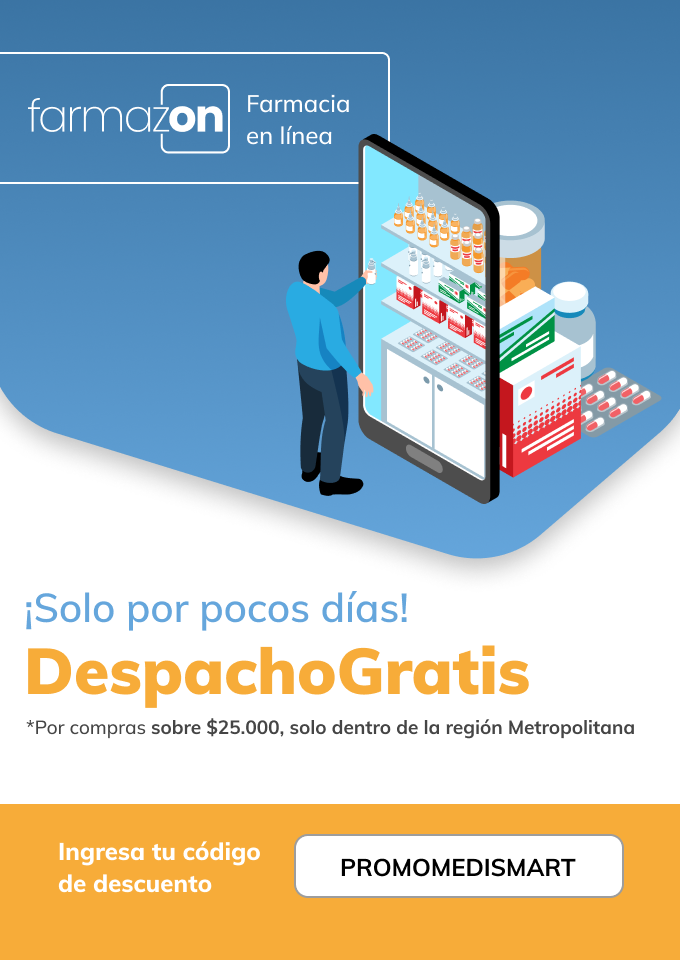 farmazon
Farmacia
en línea
¡Solo por pocos días!
DespachoGratis
*Por compras sobre $25.000, solo dentro de la región Metropolitana
Ingresa tu código
de descuento
PROMOMEDISMART